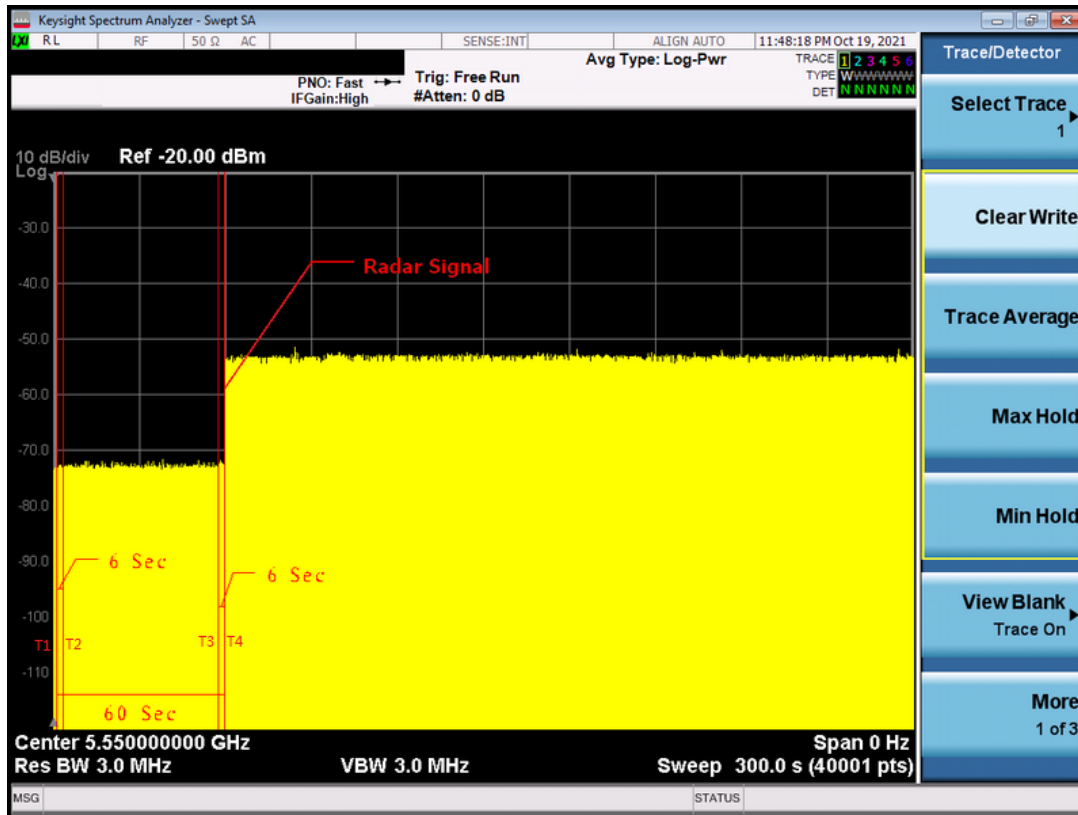 Keysight Spectrum Analyzer - Swept SA
LXI RL RF 50 Ω AC SENSE:INT ALIGN AUTO 11:48:18 PM Oct 19, 2021
Avg Type: Log-Pwr TRACE 1 2 3 4 5 6
PNO: Fast Trig: Free Run TYPE WWWWWW
IFGain:High #Atten: 0 dB DET N N N N N N
10 dB/div Ref -20.00 dBm
Log
-30.0
Radar Signal
-40.0
-50.0
-60.0
-70.0
-80.0
-90.0
6 Sec
6 Sec
-100
T1 T2 T3 T4
-110
60 Sec
Center 5.550000000 GHz Span 0 Hz
Res BW 3.0 MHz VBW 3.0 MHz Sweep 300.0 s (40001 pts)
MSG STATUS
Trace/Detector
Select Trace
1
Clear Write
Trace Average
Max Hold
Min Hold
View Blank
Trace On
More
1 of 3